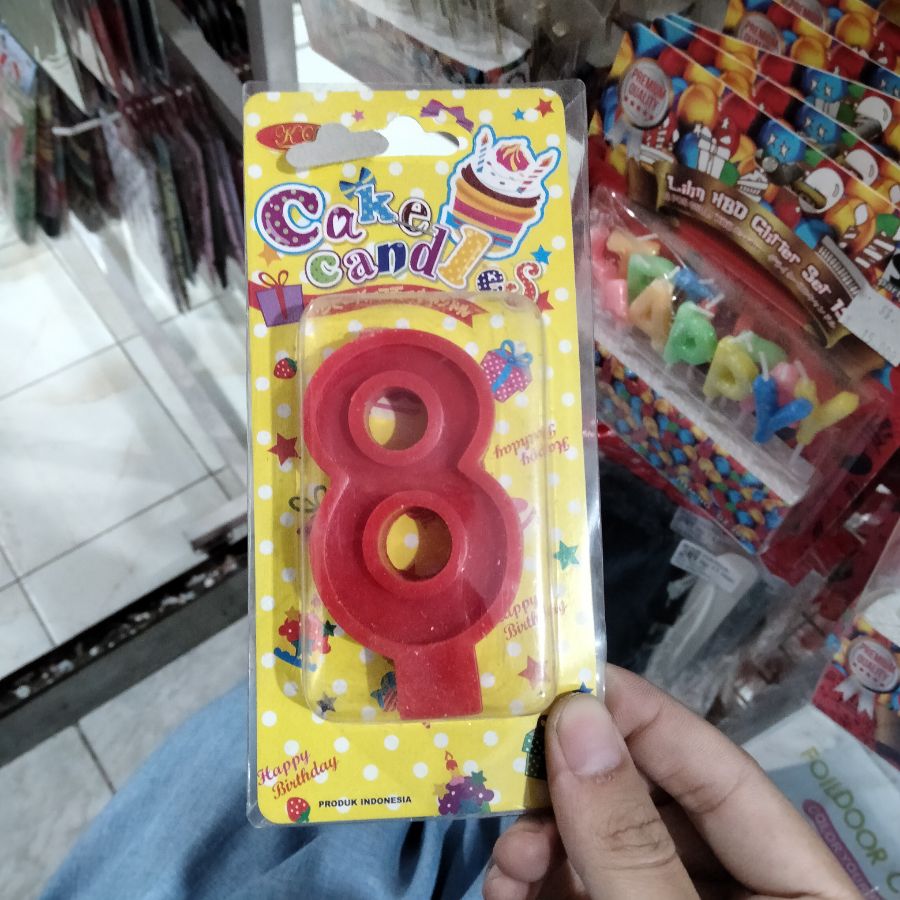 Cake
candles
8
Happy
Birthday
Happy
Birthday
Happy
Birthday
PRODUK INDONESIA
PREMIUM
QUALITY
Lilin HBD Glitter Set
PREMIUM
QUALITY
FOILDOOR